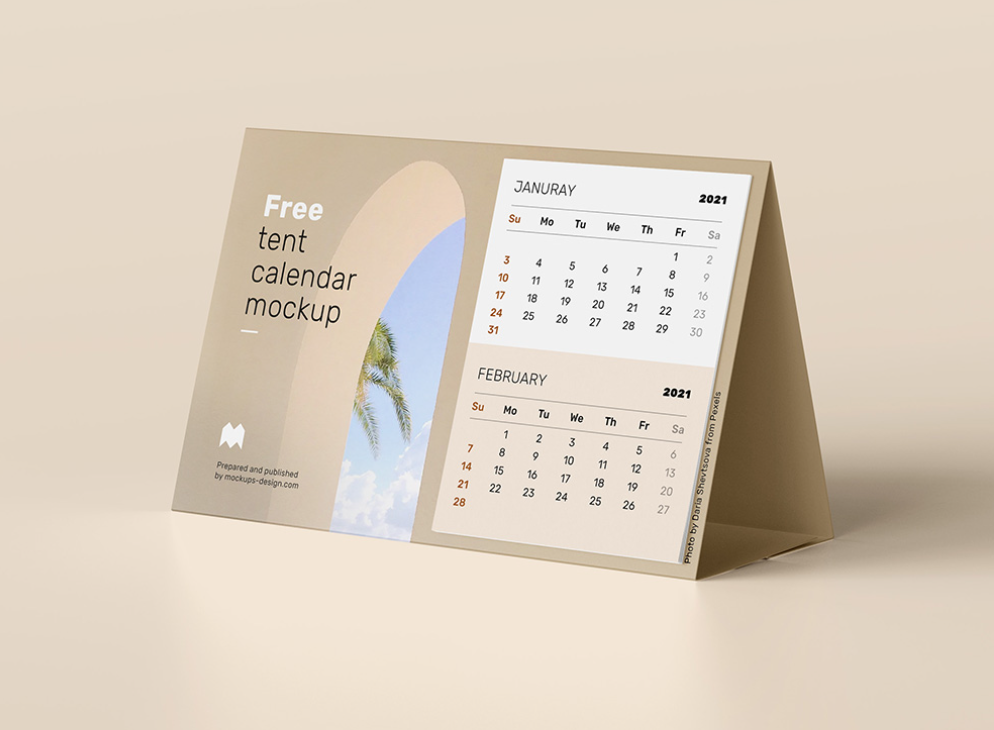 Free
tent
calendar
mockup
Prepared and published
by mockups-design.com
JANURAY 2021
Su Mo Tu We Th Fr Sa
1 2
3 4 5 6 7 8 9
10 11 12 13 14 15 16
17 18 19 20 21 22 23
24 25 26 27 28 29 30
31
FEBRUARY 2021
Su Mo Tu We Th Fr Sa
1 2 3 4 5 6
7 8 9 10 11 12 13
14 15 16 17 18 19 20
21 22 23 24 25 26 27
28
Photo by Daria Shevtsova from Pexels